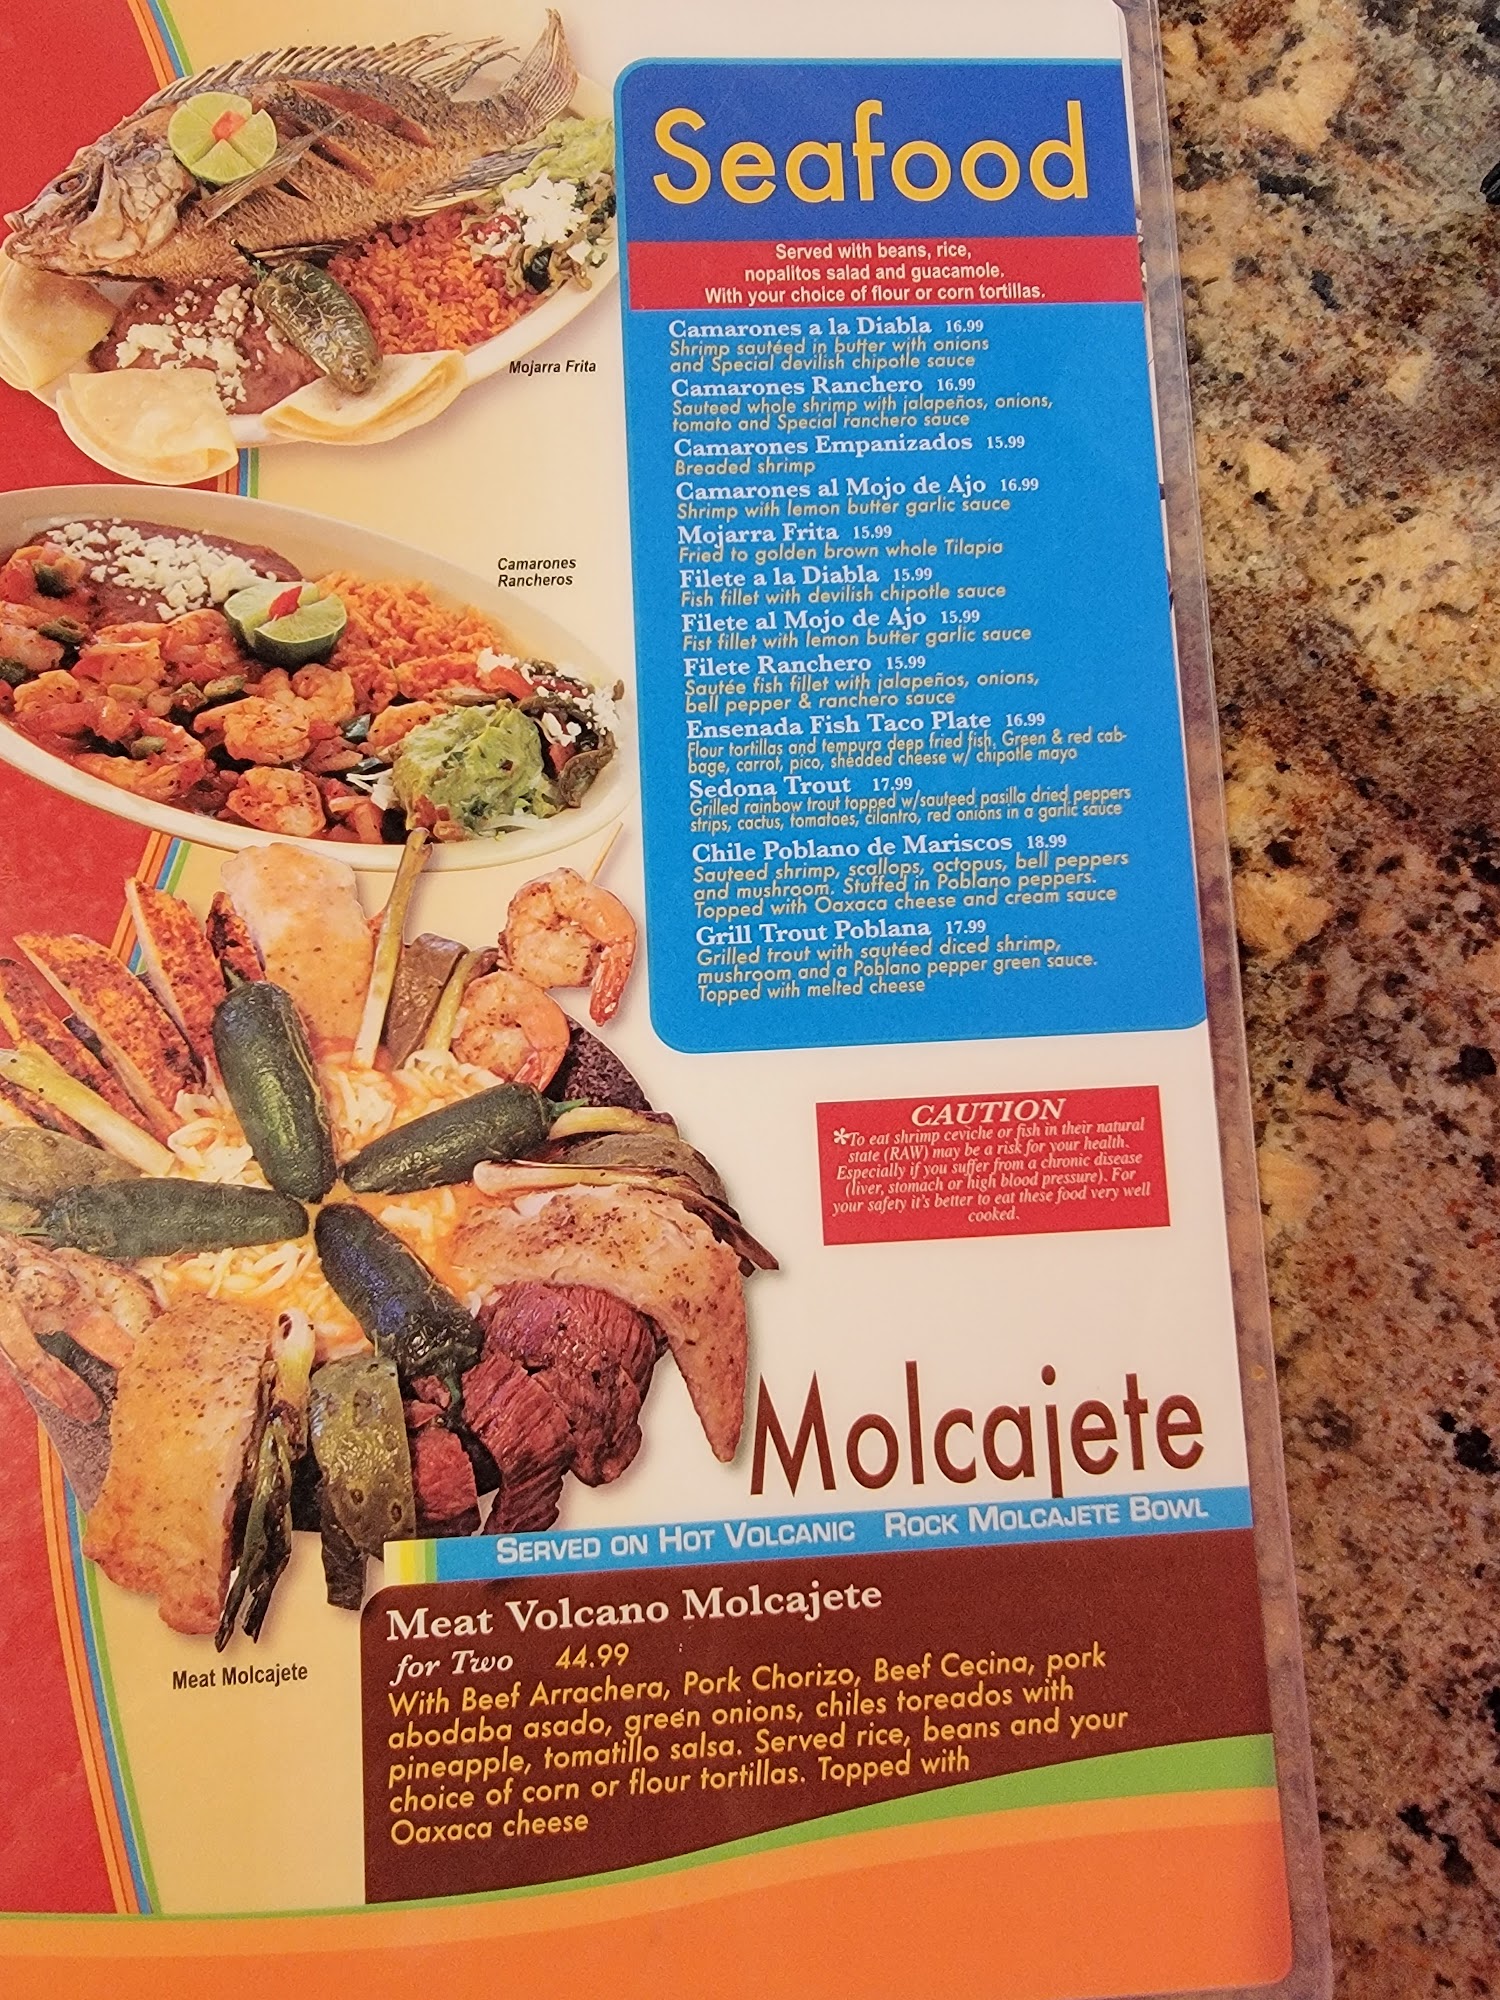 Seafood
Served with beans, rice,
nopalitos salad and guacamole.
With your choice of flour or corn tortillas.
Camarones a la Diabla 16.99
Shrimp sautéed in butter with onions
and Special devilish chipotle sauce
Camarones Ranchero 16.99
Sauteed whole shrimp with jalapeños, onions,
tomato and Special ranchero sauce
Camarones Empanizados 15.99
Breaded shrimp
Camarones al Mojo de Ajo 16.99
Shrimp with lemon butter garlic sauce
Mojarra Frita 15.99
Fried to golden brown whole Tilapia
Filete a la Diabla 15.99
Fish fillet with devilish chipotle sauce
Filete al Mojo de Ajo 15.99
Fist fillet with lemon butter garlic sauce
Filete Ranchero 15.99
Sautée fish fillet with jalapeños, onions,
bell pepper & ranchero sauce
Ensenada Fish Taco Plate 16.99
Flour tortillas and tempura deep fried fish, Green & red cab-
bage, carrot, pico, shedded cheese w/ chipotle mayo
Sedona Trout 17.99
Grilled rainbow trout topped w/sauteed pasilla dried peppers
strips, cactus, tomatoes, cilantro, red onions in a garlic sauce
Chile Poblano de Mariscos 18.99
Sauteed shrimp, scallops, octopus, bell peppers
and mushroom. Stuffed in Poblano peppers.
Topped with Oaxaca cheese and cream sauce
Grill Trout Poblana 17.99
Grilled trout with sautéed diced shrimp,
mushroom and a Poblano pepper green sauce.
Topped with melted cheese
Mojarra Frita
Camarones
Rancheros
CAUTION
*To eat shrimp ceviche or fish in their natural
state (RAW) may be a risk for your health.
Especially if you suffer from a chronic disease
(liver, stomach or high blood pressure). For
your safety it's better to eat these food very well
cooked.
Molcajete
SERVED ON HOT VOLCANIC ROCK MOLCAJETE BOWL
Meat Molcajete
Meat Volcano Molcajete
for Two 44.99
With Beef Arrachera, Pork Chorizo, Beef Cecina, pork
abodaba asado, green onions, chiles toreados with
pineapple, tomatillo salsa. Served rice, beans and your
choice of corn or flour tortillas. Topped with
Oaxaca cheese